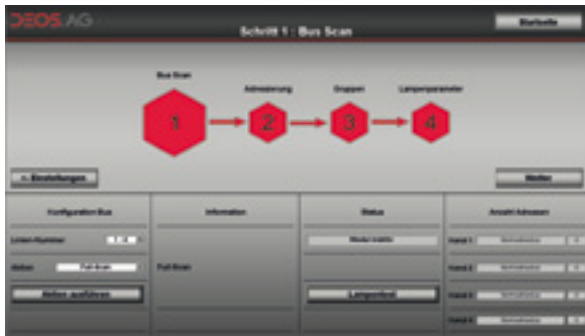 DEOS.AG
Schritt 1 : Bus Scan
Startseite
Bus Scan
Adressierung
Gruppen
Lampenparameter
1
2
3
4
<- Einstellungen
Weiter
Konfiguration Bus
Information
Status
Anzahl Adressen
Linien-Nummer
Aktion
Full-Scan
Full-Scan
Aktion ausführen
Lampentest
Kanal 1
Kanal 2
Kanal 3
Kanal 4